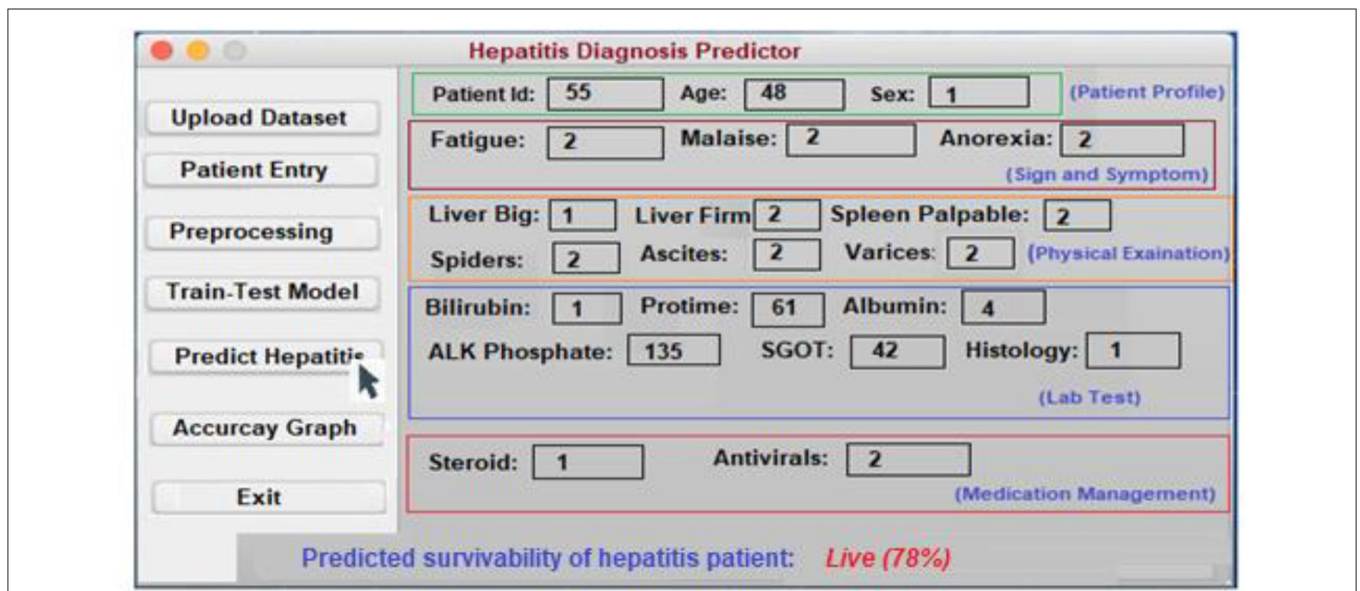 Hepatitis Diagnosis Predictor
Upload Dataset
Patient Entry
Preprocessing
Train-Test Model
Predict Hepatitis
Accurcay Graph
Exit
Patient Id: 55 Age: 48 Sex: 1 (Patient Profile)
Fatigue: 2 Malaise: 2 Anorexia: 2
(Sign and Symptom)
Liver Big: 1 Liver Firm 2 Spleen Palpable: 2
Spiders: 2 Ascites: 2 Varices: 2 (Physical Exaination)
Bilirubin: 1 Protime: 61 Albumin: 4
ALK Phosphate: 135 SGOT: 42 Histology: 1
(Lab Test)
Steroid: 1 Antivirals: 2
(Medication Management)
Predicted survivability of hepatitis patient: Live (78%)